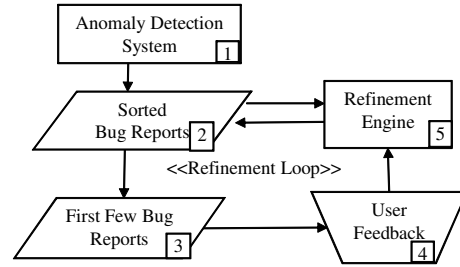 Anomaly Detection
System
1
Sorted
Bug Reports
2
Refinement
Engine
5
<<Refinement Loop>>
First Few Bug
Reports
3
User
Feedback
4